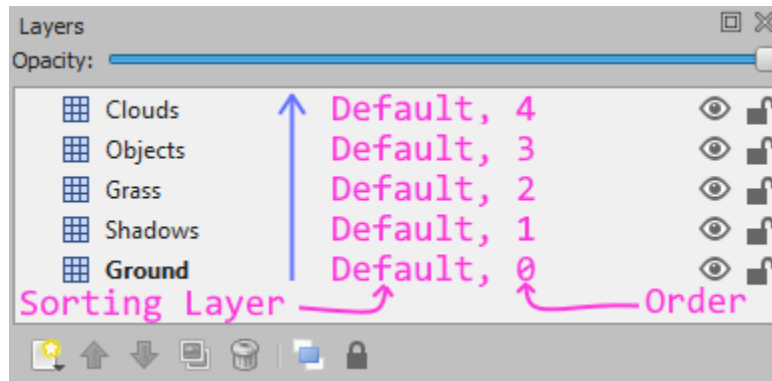 Layers
Opacity:
Clouds Default, 4
Objects Default, 3
Grass Default, 2
Shadows Default, 1
Ground Default, 0
Sorting Layer Order